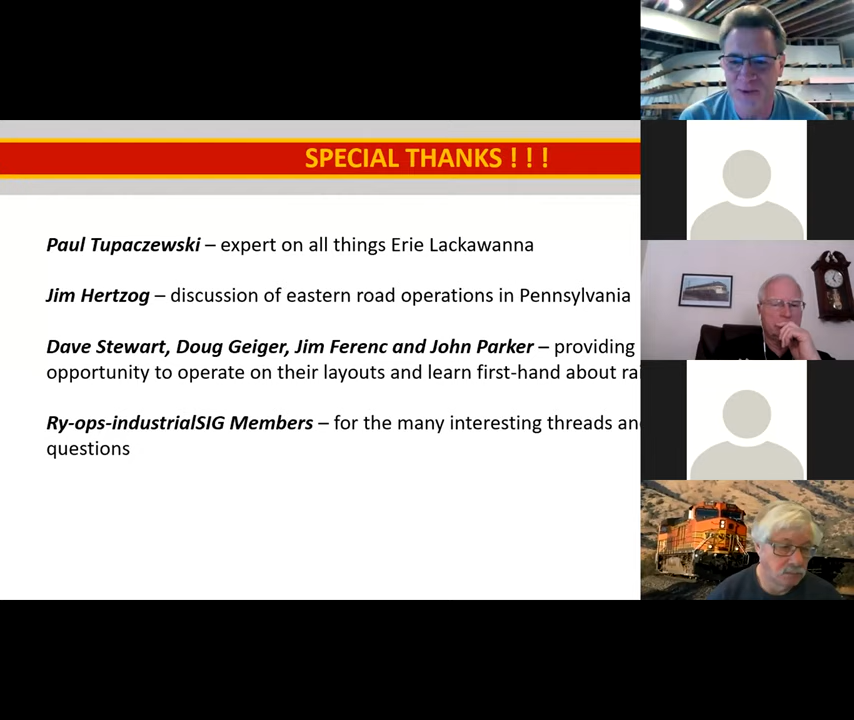 SPECIAL THANKS ! ! !
Paul Tupaczewski – expert on all things Erie Lackawanna
Jim Hertzog – discussion of eastern road operations in Pennsylvania
Dave Stewart, Doug Geiger, Jim Ferenc and John Parker – providing
opportunity to operate on their layouts and learn first-hand about
Ry-ops-industrialSIG Members – for the many interesting threads
questions